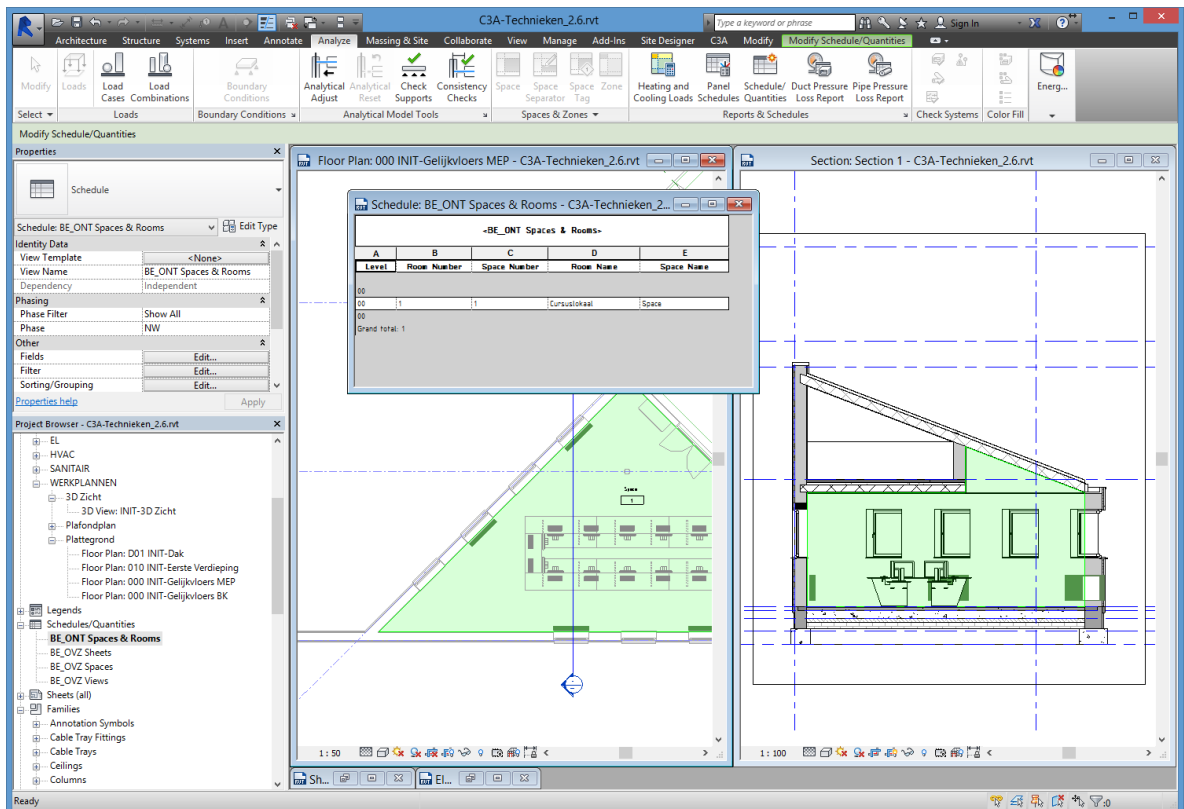 C3A-Technieken_2.6.rvt
Type a keyword or phrase
Sign In
Architecture Structure Systems Insert Annotate Analyze Massing & Site Collaborate View Manage Add-Ins Site Designer C3A Modify Modify Schedule/Quantities
Modify Loads Load Cases Load Combinations Boundary Conditions Analytical Adjust Analytical Reset Check Supports Consistency Checks Space Space Separator Space Tag Zone Heating and Cooling Loads Panel Schedules Schedule/ Quantities Duct Pressure Loss Report Pipe Pressure Loss Report Energ...
Select Loads Boundary Conditions Analytical Model Tools Spaces & Zones Reports & Schedules Check Systems Color Fill
Modify Schedule/Quantities
Properties
Schedule
Schedule: BE_ONT Spaces & Rooms Edit Type
Identity Data
View Template <None>
View Name BE_ONT Spaces & Rooms
Dependency Independent
Phasing
Phase Filter Show All
Phase NW
Other
Fields Edit...
Filter Edit...
Sorting/Grouping Edit...
Properties help Apply
Project Browser - C3A-Technieken_2.6.rvt
EL
HVAC
SANITAIR
WERKPLANNEN
3D Zicht
3D View: INIT-3D Zicht
Plafondplan
Plattegrond
Floor Plan: D01 INIT-Dak
Floor Plan: 010 INIT-Eerste Verdieping
Floor Plan: 000 INIT-Gelijkvloers MEP
Floor Plan: 000 INIT-Gelijkvloers BK
Legends
Schedules/Quantities
BE_ONT Spaces & Rooms
BE_OVZ Sheets
BE_OVZ Spaces
BE_OVZ Views
Sheets (all)
Families
Annotation Symbols
Cable Tray Fittings
Cable Trays
Ceilings
Columns
Floor Plan: 000 INIT-Gelijkvloers MEP - C3A-Technieken_2.6.rvt
Schedule: BE_ONT Spaces & Rooms - C3A-Technieken_2...
<BE_ONT Spaces & Rooms>
A B C D E
Level Room Number Space Number Room Name Space Name
00
00 1 1 Cursuslokaal Space
00
Grand total: 1
Space
1
1 : 50
Sh... El...
Section: Section 1 - C3A-Technieken_2.6.rvt
1 : 100
Ready
:0